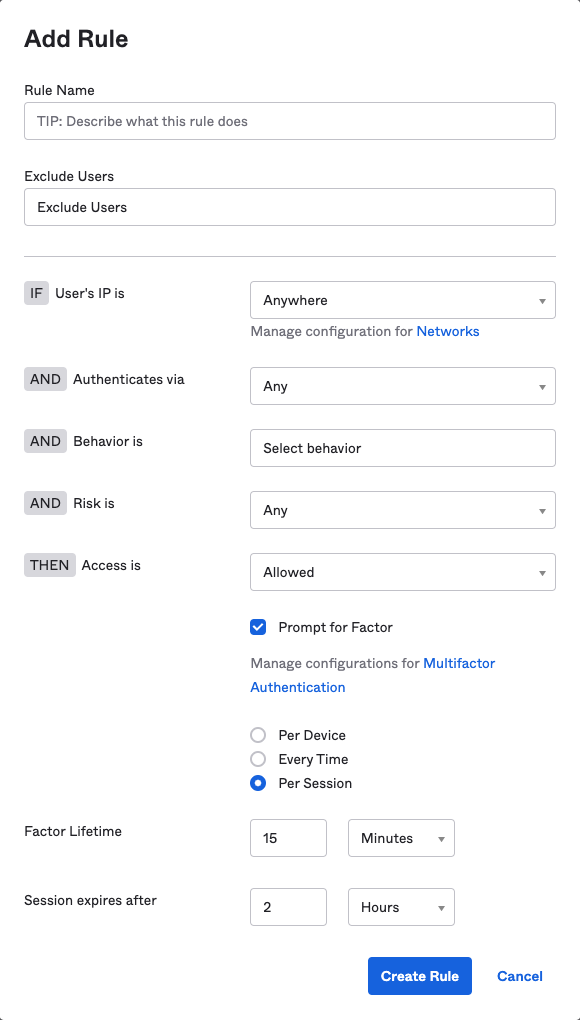 Add Rule
Rule Name
TIP: Describe what this rule does
Exclude Users
Exclude Users
IF User's IP is Anywhere
Manage configuration for Networks
AND Authenticates via Any
AND Behavior is Select behavior
AND Risk is Any
THEN Access is Allowed
Prompt for Factor
Manage configurations for Multifactor
Authentication
Per Device
Every Time
Per Session
Factor Lifetime 15 Minutes
Session expires after 2 Hours
Create Rule Cancel